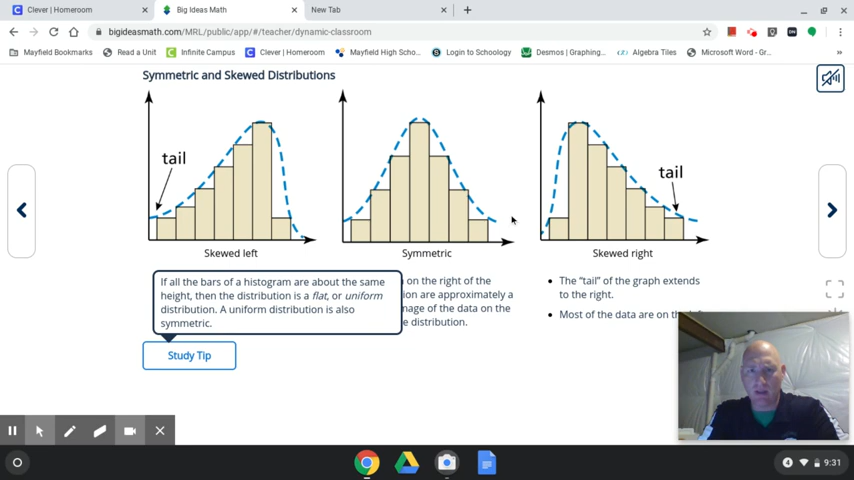 Clever | Homeroom
Big Ideas Math
New Tab
bigideasmath.com/MRL/public/app/#/teacher/dynamic-classroom
Mayfield Bookmarks
Read a Unit
Infinite Campus
Clever | Homeroom
Mayfield High Scho...
Login to Schoology
Desmos | Beautiful...
Algebra Tiles
Microsoft Word - Gr...
Symmetric and Skewed Distributions
tail
tail
Skewed left
Symmetric
Skewed right
If all the bars of a histogram are about the same
height, then the distribution is a flat, or uniform
distribution. A uniform distribution is also
symmetric.
on the right of the
ion are approximately a
mage of the data on the
e distribution.
• The “tail” of the graph extends
to the right.
• Most of the data are on the
Study Tip
4
9:31